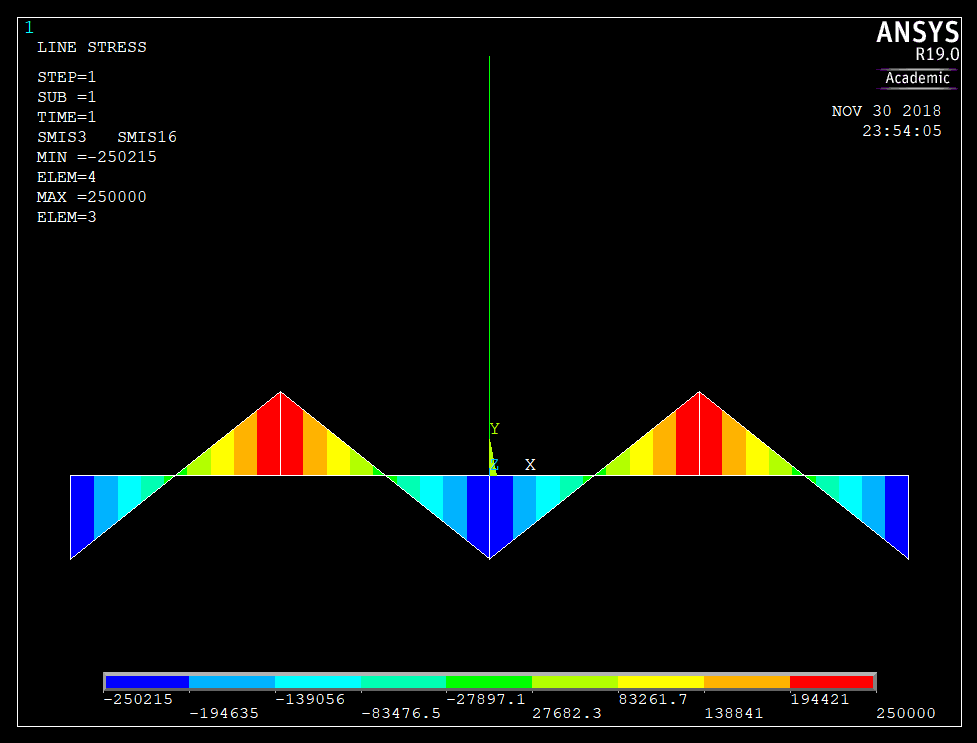 1
LINE STRESS
STEP=1
SUB =1
TIME=1
SMIS3 SMIS16
MIN =-250215
ELEM=4
MAX =250000
ELEM=3
ANSYS
R19.0
Academic
NOV 30 2018
23:54:05
Y
Z X
-250215 -139056 -27897.1 83261.7 194421
-194635 -83476.5 27682.3 138841 250000